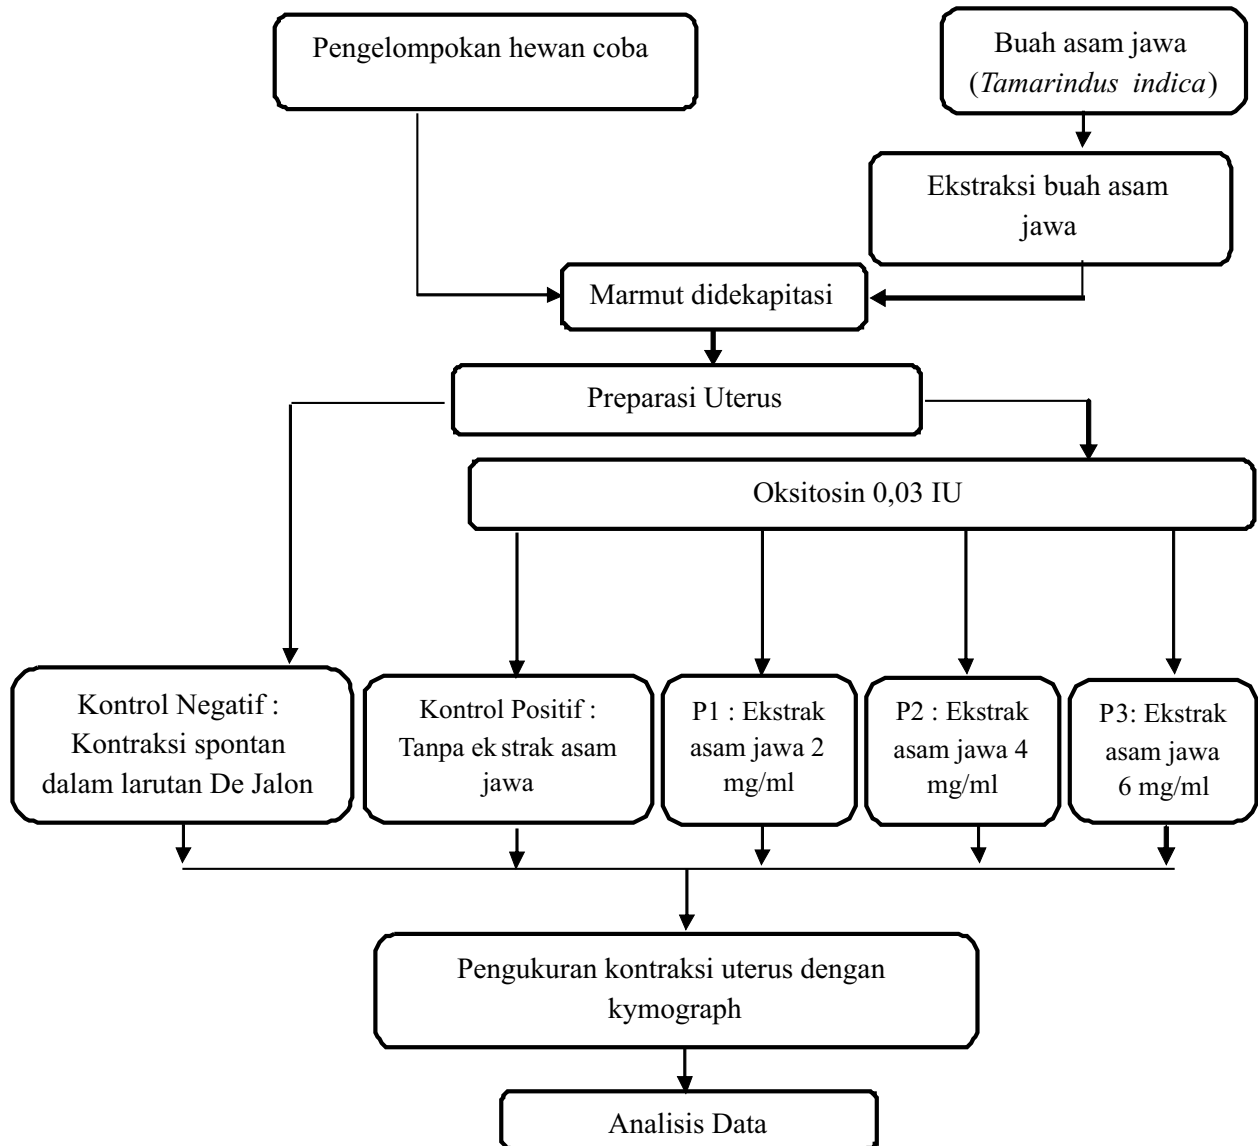 Pengelompokan hewan coba
Buah asam jawa
(Tamarindus indica)
Ekstraksi buah asam
jawa
Marmut didekapitasi
Preparasi Uterus
Oksitosin 0,03 IU
Kontrol Negatif :
Kontraksi spontan
dalam larutan De Jalon
Kontrol Positif :
Tanpa ek strak asam
jawa
P1 : Ekstrak
asam jawa 2
mg/ml
P2 : Ekstrak
asam jawa 4
mg/ml
P3: Ekstrak
asam jawa
6 mg/ml
Pengukuran kontraksi uterus dengan
kymograph
Analisis Data